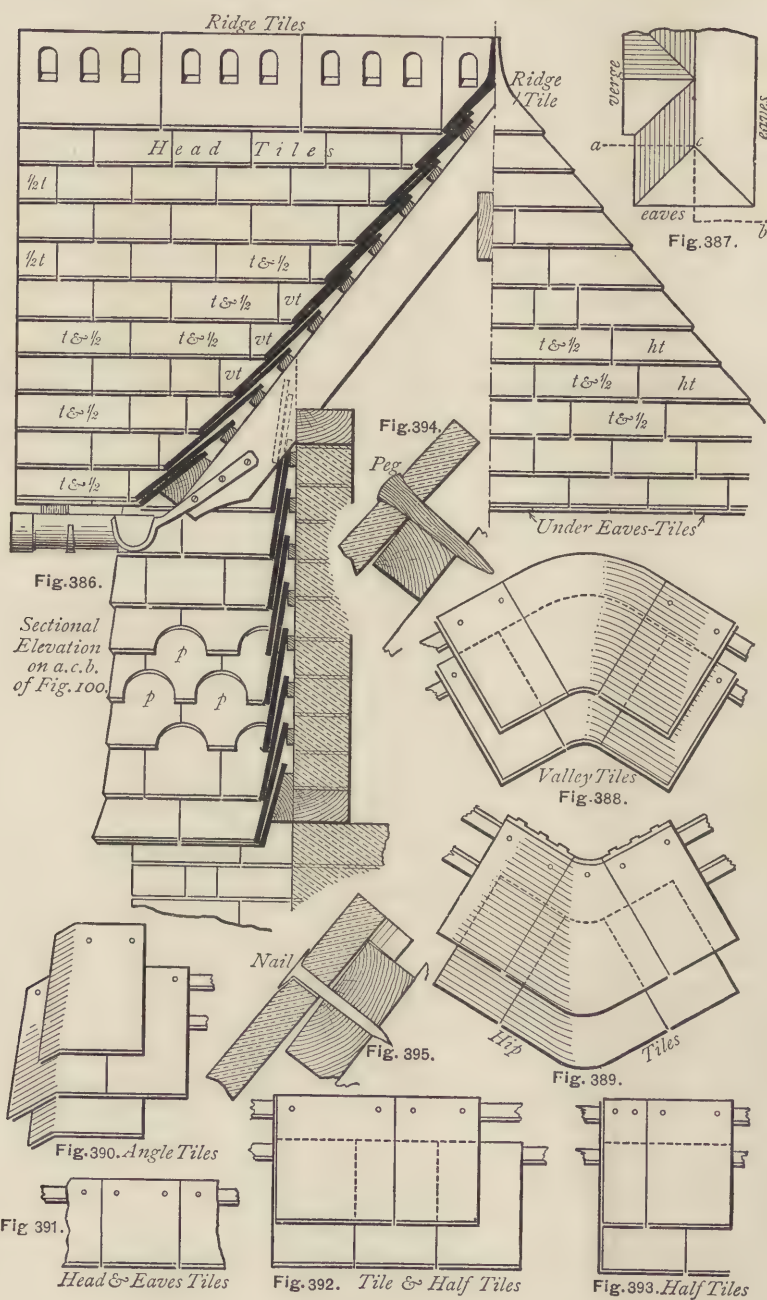 Ridge Tiles
Ridge
Tile
verge
eaves
a
c
eaves
b
Fig.387.
Head Tiles
½t
½t
t&½
t&½
vt
t&½
t&½
vt
vt
t&½
t&½
t&½
ht
t&½
ht
t&½
Fig.394.
Peg
Under Eaves-Tiles
Fig.386.
Sectional
Elevation
on a.c.b.
of Fig.100.
p
p
p
Valley Tiles
Fig.388.
Nail
Fig.395.
Hip Tiles
Fig.389.
Fig.390. Angle Tiles
Fig 391.
Head & Eaves Tiles
Fig.392. Tile & Half Tiles
Fig.393. Half Tiles